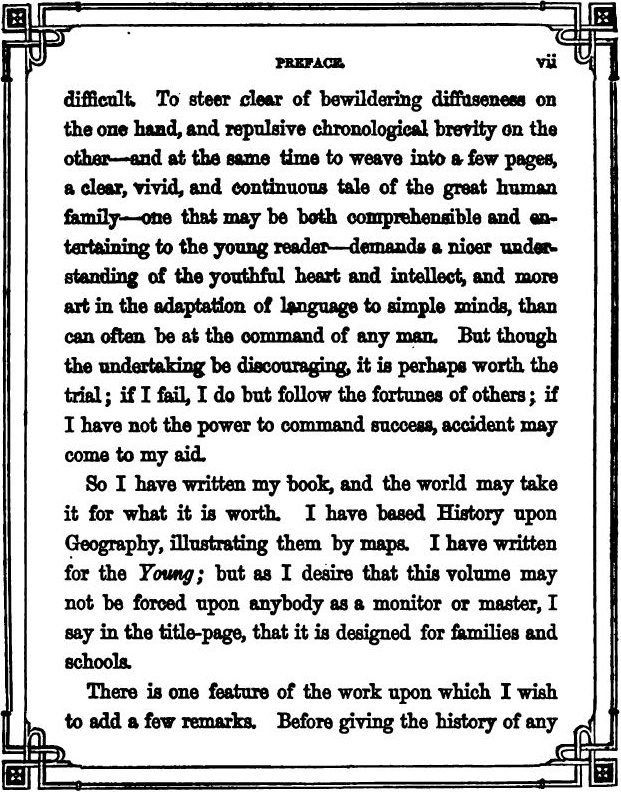 PREFACE. vii
difficult. To steer clear of bewildering diffuseness on
the one hand, and repulsive chronological brevity on the
other—and at the same time to weave into a few pages,
a clear, vivid, and continuous tale of the great human
family—one that may be both comprehensible and en-
tertaining to the young reader—demands a nicer under-
standing of the youthful heart and intellect, and more
art in the adaptation of language to simple minds, than
can often be at the command of any man. But though
the undertaking be discouraging, it is perhaps worth the
trial; if I fail, I do but follow the fortunes of others; if
I have not the power to command success, accident may
come to my aid.
So I have written my book, and the world may take
it for what it is worth. I have based History upon
Geography, illustrating them by maps. I have written
for the Young; but as I desire that this volume may
not be forced upon anybody as a monitor or master, I
say in the title-page, that it is designed for families and
schools.
There is one feature of the work upon which I wish
to add a few remarks. Before giving the history of any